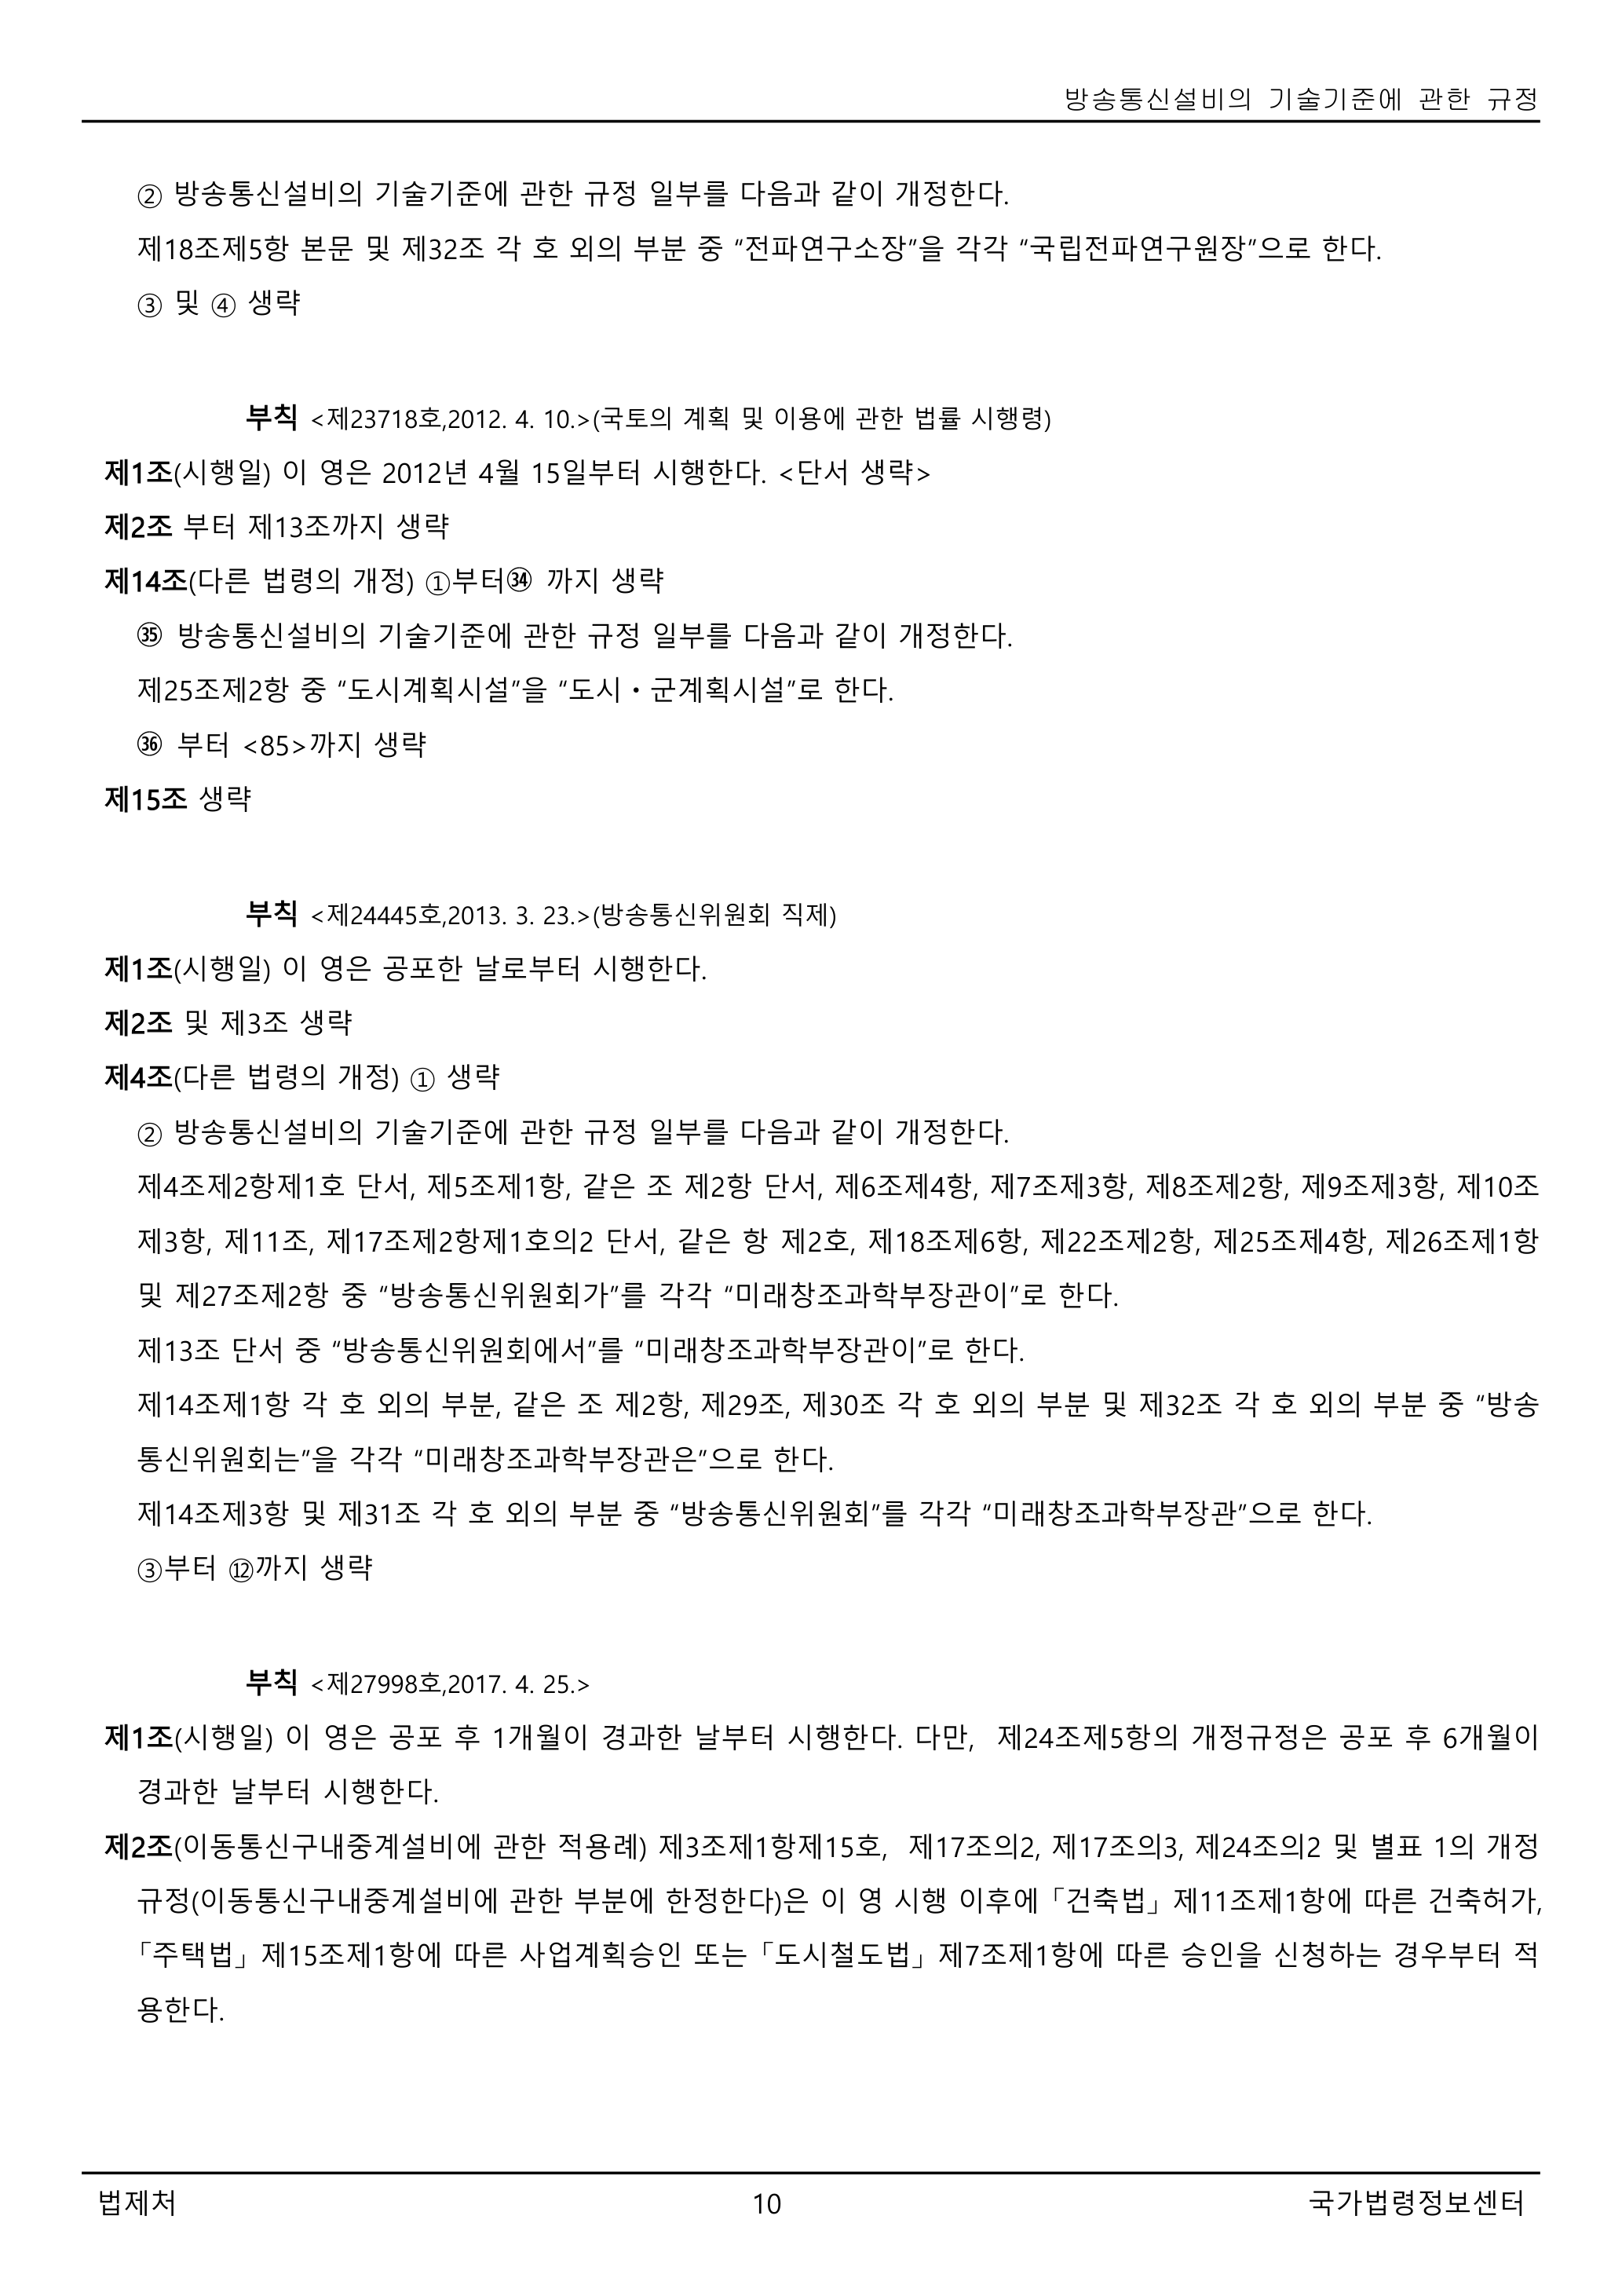 방송통신설비의 기술기준에 관한 규정
② 방송통신설비의 기술기준에 관한 규정 일부를 다음과 같이 개정한다.
제18조제5항 본문 및 제32조 각 호 외의 부분 중 “전파연구소장”을 각각 “국립전파연구원장”으로 한다.
③ 및 ④ 생략
부칙 <제23718호,2012. 4. 10.>(국토의 계획 및 이용에 관한 법률 시행령)
제1조(시행일) 이 영은 2012년 4월 15일부터 시행한다. <단서 생략>
제2조 부터 제13조까지 생략
제14조(다른 법령의 개정) ①부터㉞ 까지 생략
㉟ 방송통신설비의 기술기준에 관한 규정 일부를 다음과 같이 개정한다.
제25조제2항 중 “도시계획시설”을 “도시ㆍ군계획시설”로 한다.
㊱ 부터 <85>까지 생략
제15조 생략
부칙 <제24445호,2013. 3. 23.>(방송통신위원회 직제)
제1조(시행일) 이 영은 공포한 날로부터 시행한다.
제2조 및 제3조 생략
제4조(다른 법령의 개정) ① 생략
② 방송통신설비의 기술기준에 관한 규정 일부를 다음과 같이 개정한다.
제4조제2항제1호 단서, 제5조제1항, 같은 조 제2항 단서, 제6조제4항, 제7조제3항, 제8조제2항, 제9조제3항, 제10조
제3항, 제11조, 제17조제2항제1호의2 단서, 같은 항 제2호, 제18조제6항, 제22조제2항, 제25조제4항, 제26조제1항
및 제27조제2항 중 “방송통신위원회가”를 각각 “미래창조과학부장관이”로 한다.
제13조 단서 중 “방송통신위원회에서”를 “미래창조과학부장관이”로 한다.
제14조제1항 각 호 외의 부분, 같은 조 제2항, 제29조, 제30조 각 호 외의 부분 및 제32조 각 호 외의 부분 중 “방송
통신위원회는”을 각각 “미래창조과학부장관은”으로 한다.
제14조제3항 및 제31조 각 호 외의 부분 중 “방송통신위원회”를 각각 “미래창조과학부장관”으로 한다.
③부터 ⑫까지 생략
부칙 <제27998호,2017. 4. 25.>
제1조(시행일) 이 영은 공포 후 1개월이 경과한 날부터 시행한다. 다만, 제24조제5항의 개정규정은 공포 후 6개월이
경과한 날부터 시행한다.
제2조(이동통신구내중계설비에 관한 적용례) 제3조제1항제15호, 제17조의2, 제17조의3, 제24조의2 및 별표 1의 개정
규정(이동통신구내중계설비에 관한 부분에 한정한다)은 이 영 시행 이후에 「건축법」 제11조제1항에 따른 건축허가,
「주택법」 제15조제1항에 따른 사업계획승인 또는 「도시철도법」 제7조제1항에 따른 승인을 신청하는 경우부터 적
용한다.
법제처 10 국가법령정보센터